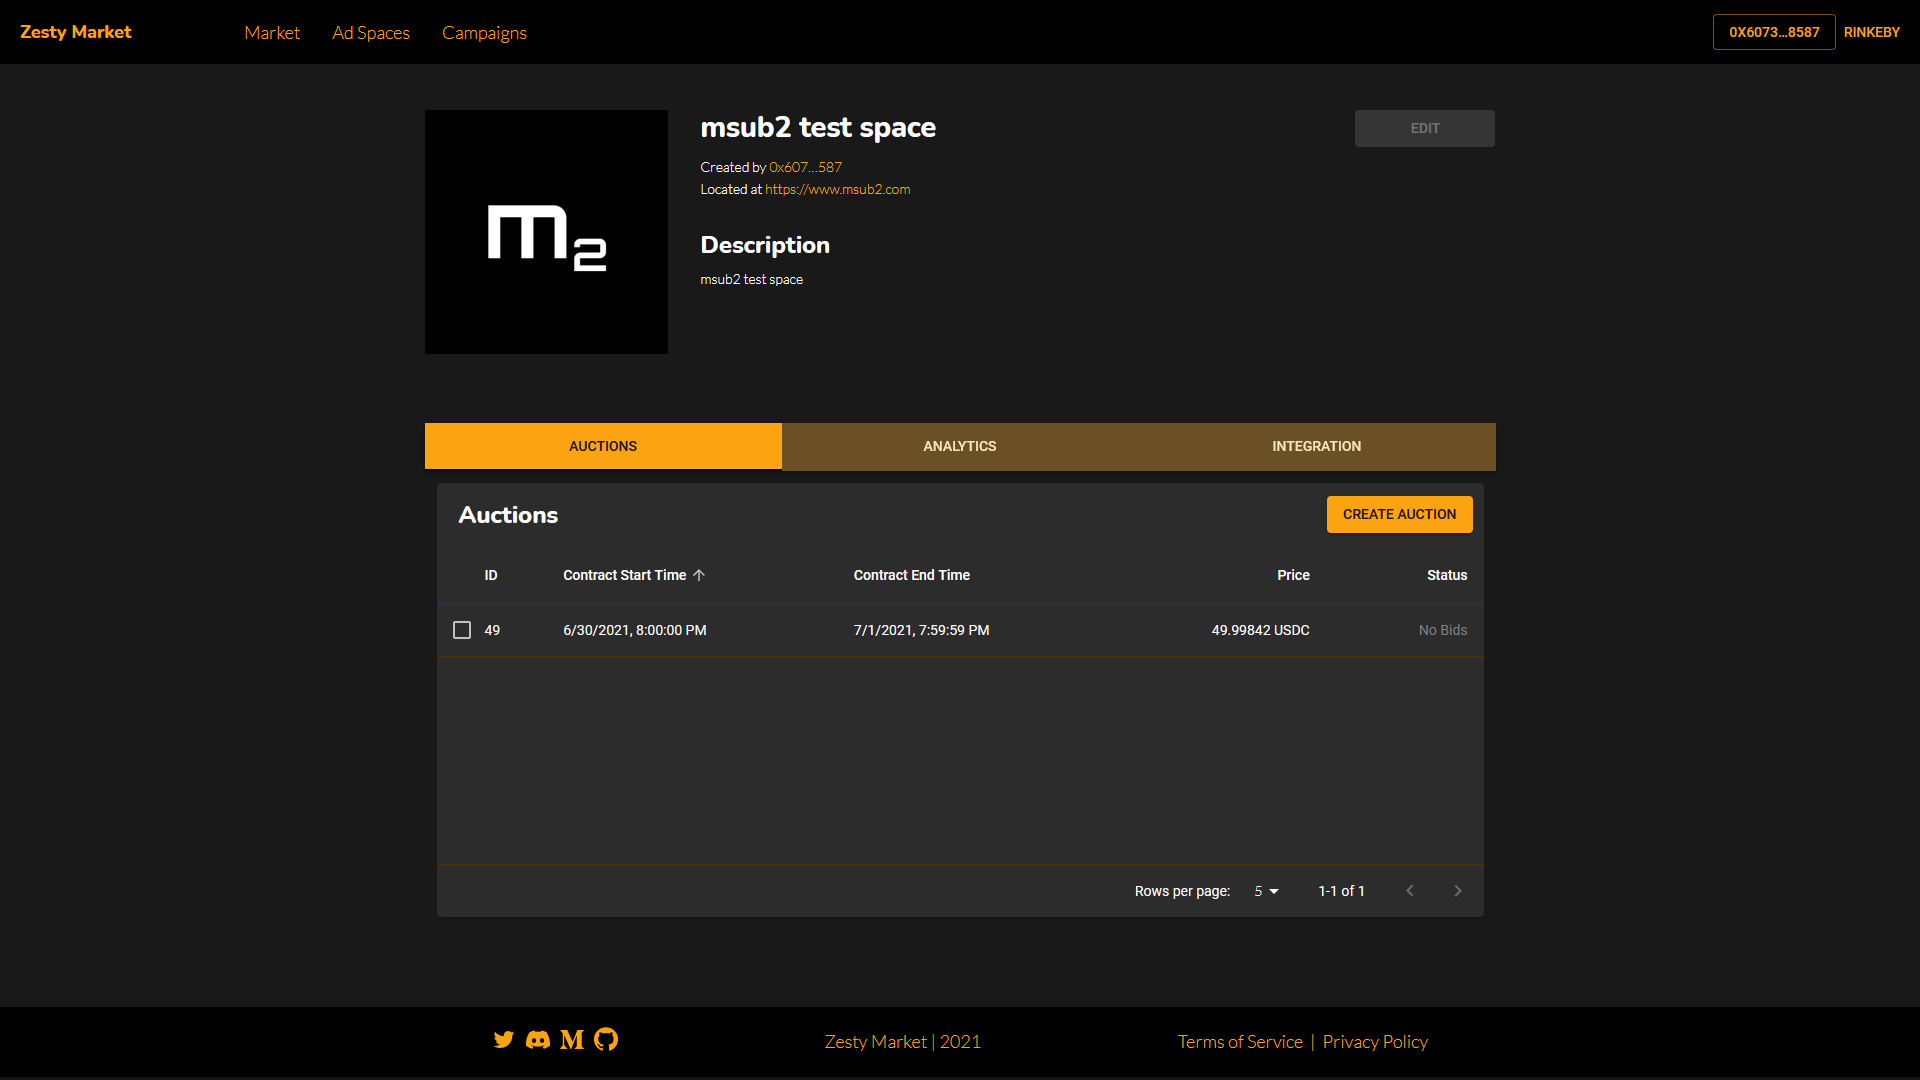 Zesty Market Market Ad Spaces Campaigns 0X6073...8587 RINKEBY
m2
msub2 test space
EDIT
Created by 0x607...587
Located at https://www.msub2.com
Description
msub2 test space
AUCTIONS ANALYTICS INTEGRATION
Auctions
CREATE AUCTION
ID Contract Start Time Contract End Time Price Status
49 6/30/2021, 8:00:00 PM 7/1/2021, 7:59:59 PM 49.99842 USDC No Bids
Rows per page: 5 1-1 of 1
Zesty Market | 2021
Terms of Service | Privacy Policy